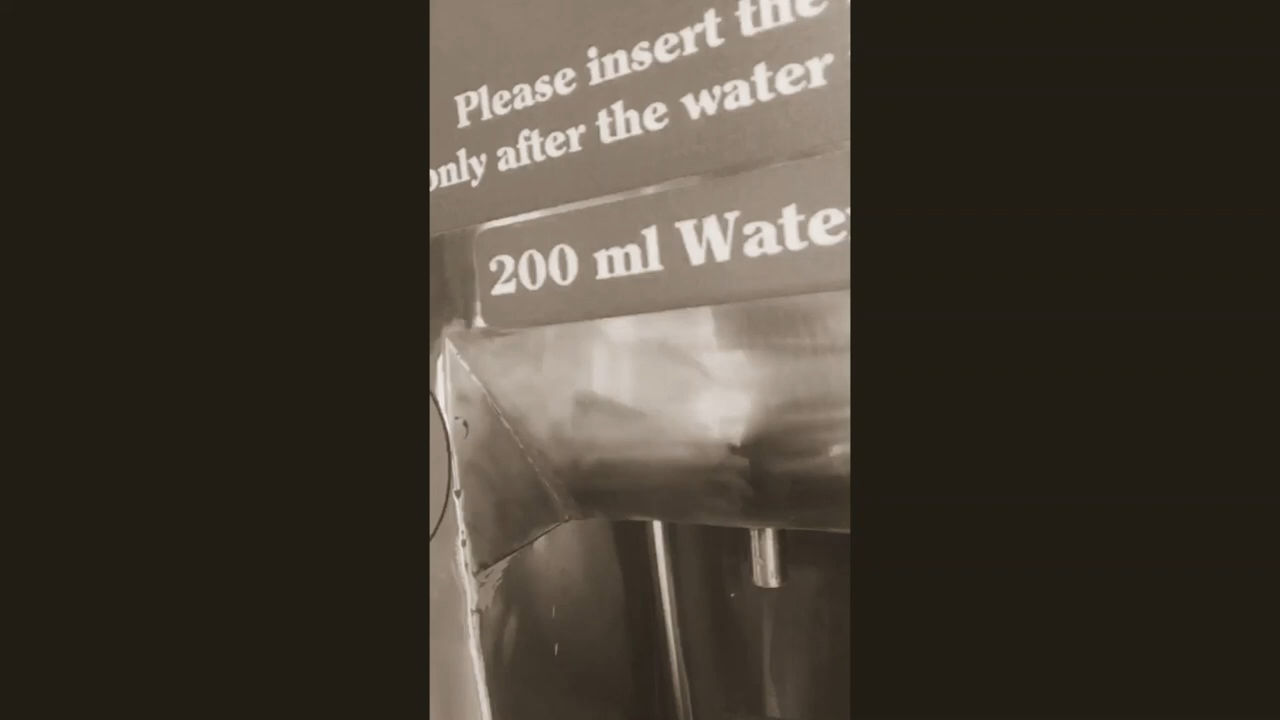 Please insert the
only after the water
200 ml Water